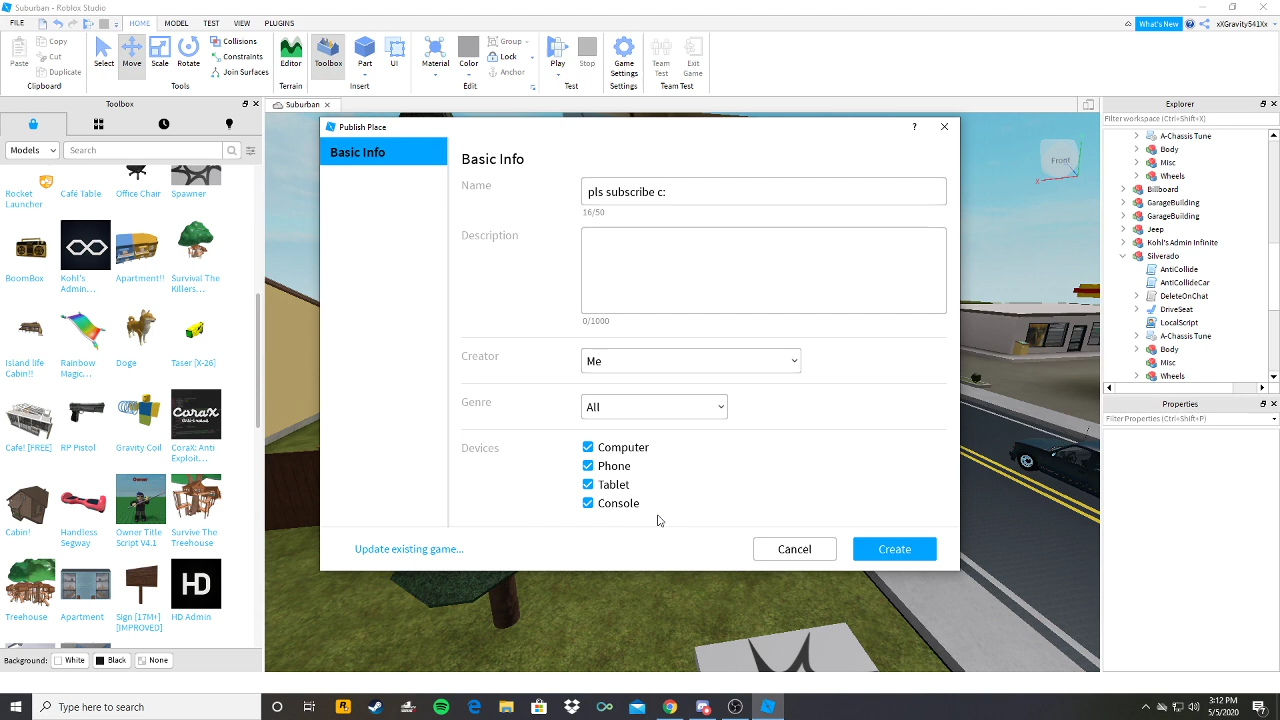 Suburban - Roblox Studio
FILE HOME MODEL TEST VIEW PLUGINS What's New xXGravity541Xx
Paste Copy Cut Duplicate Select Move Scale Rotate Collisions Constraints Join Surfaces Editor Toolbox Part UI Material Color Group Lock Anchor Play Stop Game Settings Team Test Exit Game
Clipboard Tools Terrain Insert Edit Test Settings Team Test
Toolbox
Suburban
Explorer
Filter workspace (Ctrl+Shift+X)
Models Search
Rocket Launcher Café Table Office Chair Spawner
BoomBox Kohl's Admin... Apartment!! Survival The Killers...
Island life Cabin!! Rainbow Magic... Doge Taser [X-26]
CoraX
Cafe! [FREE] RP Pistol Gravity Coil CoraX: Anti Exploit...
Owner
Cabin! Handless Segway Owner Title Script V4.1 Survive The Treehouse
HD
Treehouse Apartment Sign [17M+] [IMPROVED] HD Admin
Background: White Black None
Publish Place ?
Basic Info
Basic Info
Name
pls subscribe c:
16/50
Description
0/1000
Creator Me
Genre All
Devices
Computer
Phone
Tablet
Console
Update existing game... Cancel Create
Front
X
A-Chassis Tune
Body
Misc
Wheels
Billboard
GarageBuilding
GarageBuilding
Jeep
Kohl's Admin Infinite
Silverado
AntiCollide
AntiCollideCar
DeleteOnChat
DriveSeat
LocalScript
A-Chassis Tune
Body
Misc
Wheels
Properties
Filter Properties (Ctrl+Shift+P)
Type here to search
3:12 PM
5/5/2020